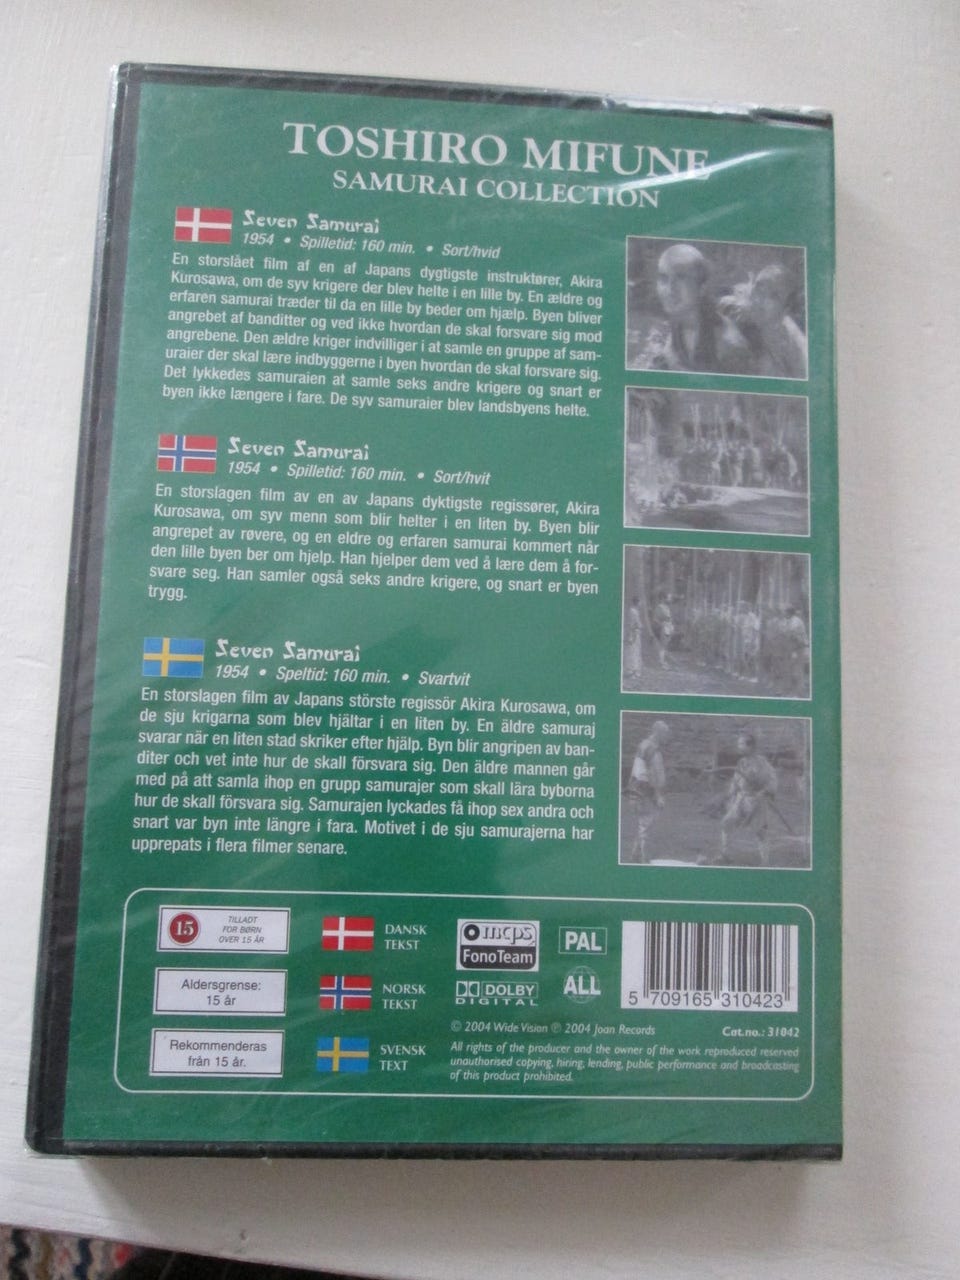 TOSHIRO MIFUNE
SAMURAI COLLECTION
Seven Samurai
1954 • Spilletid: 160 min. • Sort/hvid
En storslået film af en af Japans dygtigste instruktører, Akira
Kurosawa, om de syv krigere der blev helte i en lille by. En ældre og
erfaren samurai træder til da en lille by beder om hjælp. Byen bliver
angrebet af banditter og ved ikke hvordan de skal forsvare sig mod
angrebene. Den ældre kriger indvilliger i at samle en gruppe af sam-
uraier der skal lære indbyggerne i byen hvordan de skal forsvare sig.
Det lykkedes samuraien at samle seks andre krigere og snart er
byen ikke længere i fare. De syv samuraier blev landsbyens helte.
Seven Samurai
1954 • Spilletid: 160 min. • Sort/hvit
En storslagen film av en av Japans dyktigste regissører, Akira
Kurosawa, om syv menn som blir helter i en liten by. Byen blir
angrepet av røvere, og en eldre og erfaren samurai kommert når
den lille byen ber om hjelp. Han hjelper dem ved å lære dem å for-
svare seg. Han samler også seks andre krigere, og snart er byen
trygg.
Seven Samurai
1954 • Speltid: 160 min. • Svartvit
En storslagen film av Japans störste regissör Akira Kurosawa, om
de sju krigarna som blev hjältar i en liten by. En äldre samuraj
svarar när en liten stad skriker efter hjälp. Byn blir angripen av ban-
diter och vet inte hur de skall försvara sig. Den äldre mannen går
med på att samla ihop en grupp samurajer som skall lära byborna
hur de skall försvara sig. Samurajen lyckades få ihop sex andra och
snart var byn inte längre i fara. Motivet i de sju samurajerna har
upprepats i flera filmer senare.
15
TILLADT
FOR BØRN
OVER 15 ÅR
Aldersgrense:
15 år
Rekommenderas
från 15 år.
DANSK
TEKST
NORSK
TEKST
SVENSK
TEXT
mcps
FonoTeam
DOLBY
DIGITAL
PAL
ALL
5 709165 310423
© 2004 Wide Vision ℗ 2004 Joan Records
Cat.no.: 31042
All rights of the producer and the owner of the work reproduced reserved
unauthorised copying, hiring, lending, public performance and broadcasting
of this product prohibited.